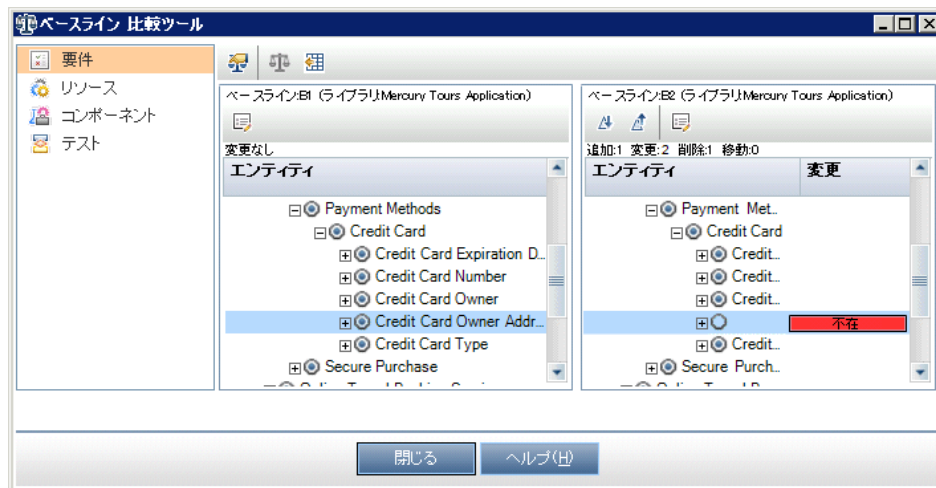 ベースライン 比較ツール
要件
リソース
コンポーネント
テスト
ベースライン:B1 (ライブラリ:Mercury Tours Application)
変更なし
エンティティ
Payment Methods
Credit Card
Credit Card Expiration D...
Credit Card Number
Credit Card Owner
Credit Card Owner Addr...
Credit Card Type
Secure Purchase
ベースライン:B2 (ライブラリ:Mercury Tours Application)
追加:1 変更:2 削除:1 移動:0
エンティティ 変更
Payment Met...
Credit Card
Credit...
Credit...
Credit...
不在
Credit...
Secure Purch...
閉じる
ヘルプ(H)